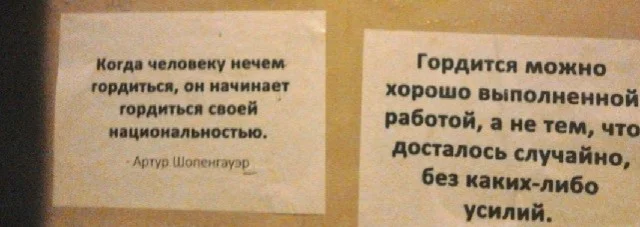 Когда человеку нечем
гордиться, он начинает
гордиться своей
национальностью.
- Артур Шопенгауэр
Гордится можно
хорошо выполненной
работой, а не тем, что
досталось случайно,
без каких-либо
усилий.